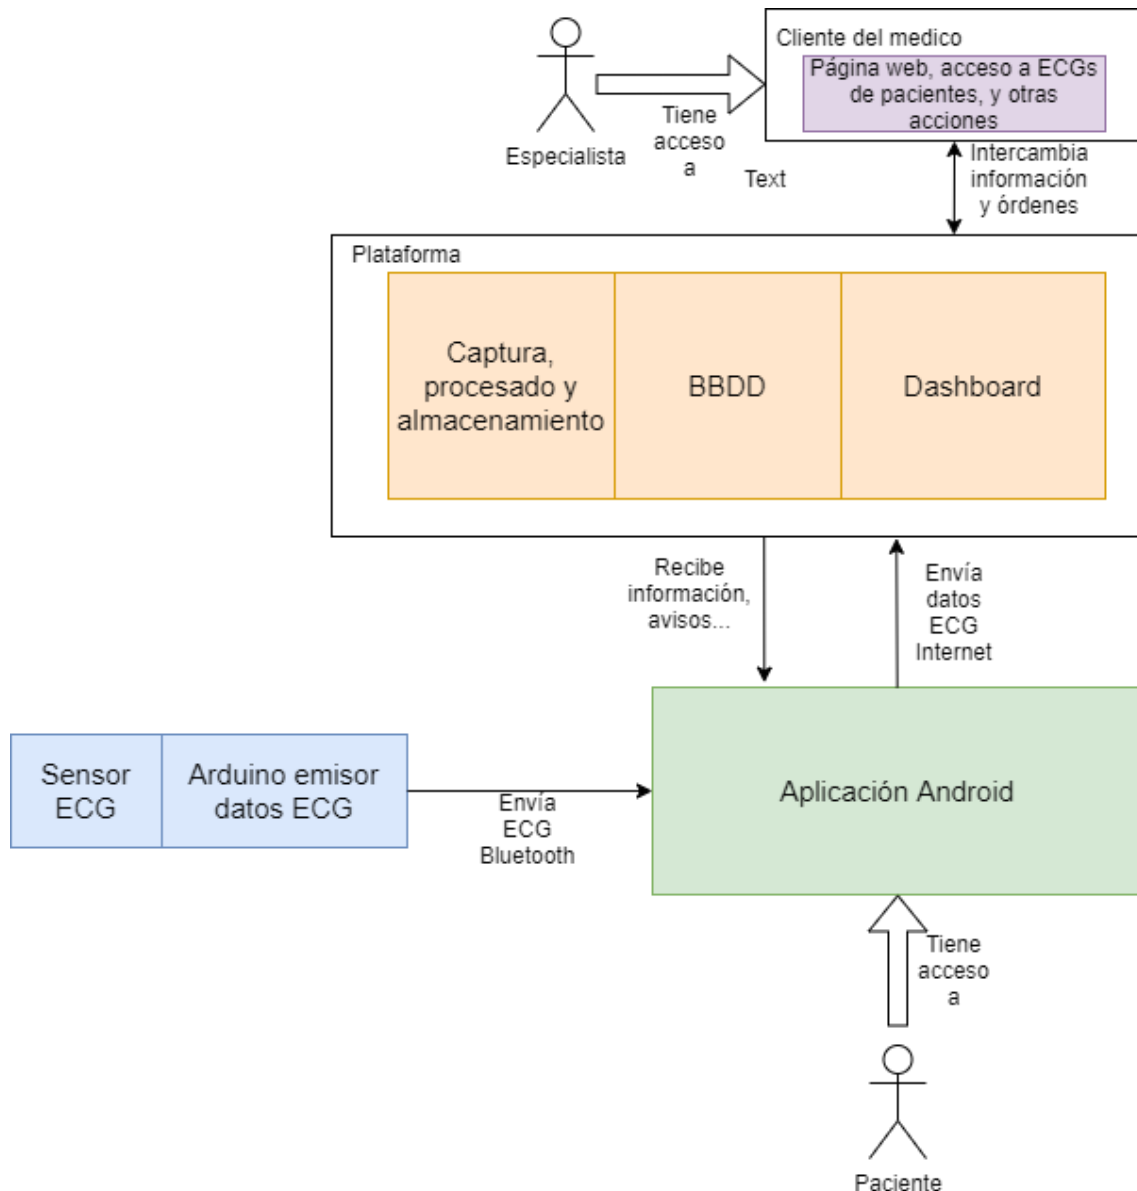 Cliente del medico
Página web, acceso a ECGs
de pacientes, y otras
acciones
Tiene
acceso
a
Especialista
Text
Intercambia
información
y órdenes
Plataforma
Captura,
procesado y
almacenamiento
BBDD
Dashboard
Recibe
información,
avisos...
Envía
datos
ECG
Internet
Sensor
ECG
Arduino emisor
datos ECG
Envía
ECG
Bluetooth
Aplicación Android
Tiene
acceso
a
Paciente